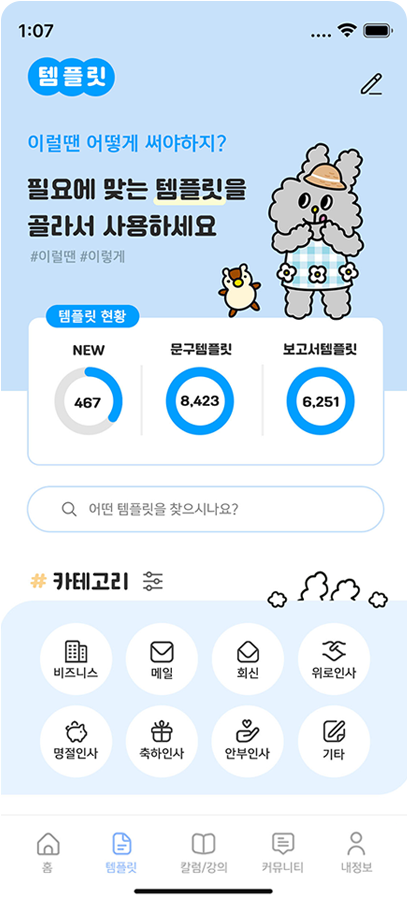 1:07
템플릿
이럴땐 어떻게 써야하지?
필요에 맞는 템플릿을
골라서 사용하세요
#이럴땐 #이렇게
템플릿 현황
NEW 문구템플릿 보고서템플릿
467 8,423 6,251
어떤 템플릿을 찾으시나요?
# 카테고리
비즈니스 메일 회신 위로인사
명절인사 축하인사 안부인사 기타
홈 템플릿 칼럼/강의 커뮤니티 내정보